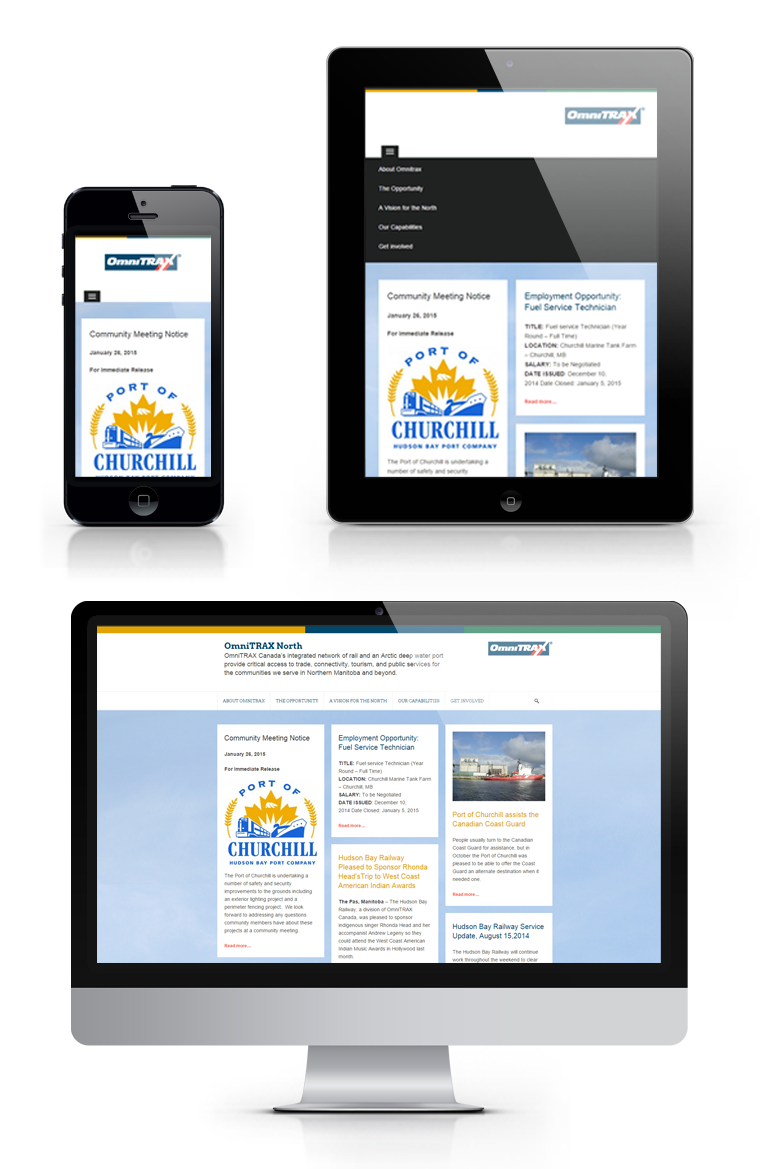 OmniTRAX
Community Meeting Notice
January 26, 2015
For Immediate Release
PORT OF
CHURCHILL
HUDSON BAY PORT COMPANY
OmniTRAX
About Omnitrax
The Opportunity
A Vision for the North
Our Capabilities
Get involved
Community Meeting Notice
January 26, 2015
For Immediate Release
PORT OF
CHURCHILL
HUDSON BAY PORT COMPANY
The Port of Churchill is undertaking a
number of safety and security
Employment Opportunity:
Fuel Service Technician
TITLE: Fuel service Technician (Year
Round – Full Time)
LOCATION: Churchill Marine Tank Farm
– Churchill, MB
SALARY: To be Negotiated
DATE ISSUED: December 10,
2014 Date Closed: January 5, 2015
Read more...
OmniTRAX North
OmniTRAX Canada's integrated network of rail and an Arctic deep water port
provide critical access to trade, connectivity, tourism, and public services for
the communities we serve in Northern Manitoba and beyond.
OmniTRAX
ABOUT OMNITRAX THE OPPORTUNITY A VISION FOR THE NORTH OUR CAPABILITIES GET INVOLVED
Community Meeting Notice
January 26, 2015
For Immediate Release
PORT OF
CHURCHILL
HUDSON BAY PORT COMPANY
The Port of Churchill is undertaking a
number of safety and security
improvements to the grounds including
an exterior lighting project and a
perimeter fencing project. We look
forward to addressing any questions
community members have about these
projects at a community meeting.
Read more...
Employment Opportunity:
Fuel Service Technician
TITLE: Fuel service Technician (Year
Round – Full Time)
LOCATION: Churchill Marine Tank Farm
– Churchill, MB
SALARY: To be Negotiated
DATE ISSUED: December 10,
2014 Date Closed: January 5, 2015
Read more...
Hudson Bay Railway
Pleased to Sponsor Rhonda
Head'sTrip to West Coast
American Indian Awards
The Pas, Manitoba – The Hudson Bay
Railway, a division of OmniTRAX
Canada, was pleased to sponsor
indigenous singer Rhonda Head and her
accompanist Andrew Legeny so they
could attend the West Coast American
Indian Music Awards in Hollywood last
month.
Port of Churchill assists the
Canadian Coast Guard
People usually turn to the Canadian
Coast Guard for assistance, but in
October the Port of Churchill was
pleased to be able to offer the Coast
Guard an alternate destination when it
needed one.
Read more...
Hudson Bay Railway Service
Update, August 15,2014
The Hudson Bay Railway will continue
work throughout the weekend to clear